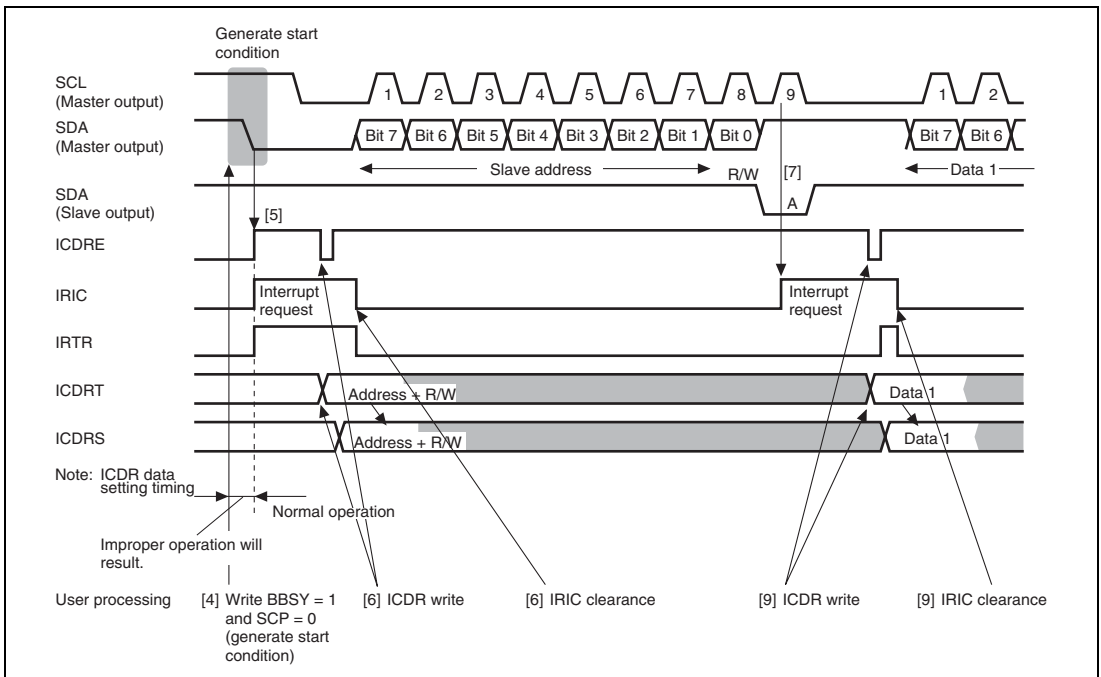 Generate start
condition
SCL
(Master output)
1 2 3 4 5 6 7 8 9 1 2
SDA
(Master output)
Bit 7 Bit 6 Bit 5 Bit 4 Bit 3 Bit 2 Bit 1 Bit 0 Bit 7 Bit 6
Slave address R/W [7] Data 1
SDA
(Slave output)
A
[5]
ICDRE
IRIC
Interrupt
request
Interrupt
request
IRTR
ICDRT
Address + R/W
Data 1
ICDRS
Address + R/W
Data 1
Note: ICDR data
setting timing
Normal operation
Improper operation will
result.
User processing
[4] Write BBSY = 1
and SCP = 0
(generate start
condition)
[6] ICDR write
[6] IRIC clearance
[9] ICDR write
[9] IRIC clearance